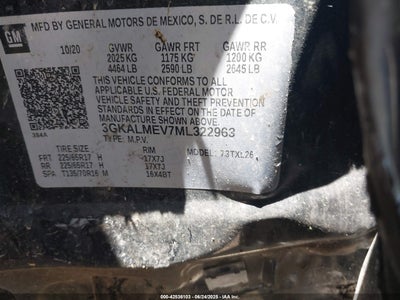 GM
MFD BY GENERAL MOTORS DE MEXICO, S. DE R.L. DE C.V.
10/20 GVWR GAWR FRT GAWR RR
2025 KG 1175 KG 1200 KG
4464 LB 2590 LB 2645 LB
THIS VEHICLE CONFORMS TO ALL
APPLICABLE U.S. FEDERAL MOTOR
VEHICLE SAFETY AND THEFT PREVENTION
STANDARDS IN EFFECT ON THE DATE OF
MANUFACTURE SHOWN ABOVE.
3GKALMEV7ML322963
TYPE: M.P.V.
384A
MODEL: 73TXL26
TIRE SIZE RIM
FRT 225/65R17 H 17X7J
RR 225/65R17 H 17X7J
SPA T135/70R16 M 16X4BT
000-42538103 - 06/24/2025 - IAAI